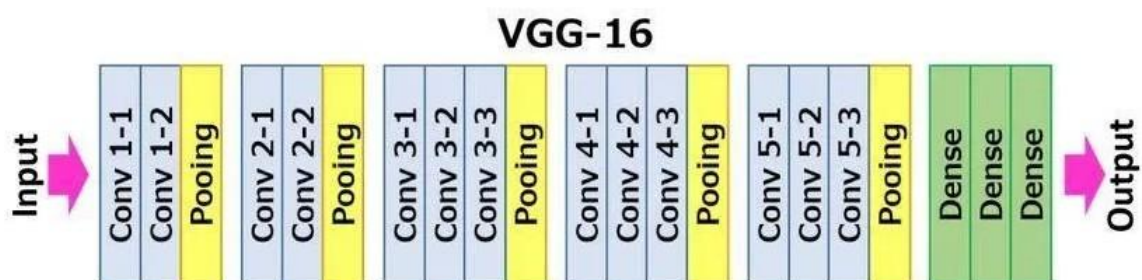 VGG-16
Input
Conv 1-1
Conv 1-2
Pooing
Conv 2-1
Conv 2-2
Pooing
Conv 3-1
Conv 3-2
Conv 3-3
Pooing
Conv 4-1
Conv 4-2
Conv 4-3
Pooing
Conv 5-1
Conv 5-2
Conv 5-3
Pooing
Dense
Dense
Dense
Output